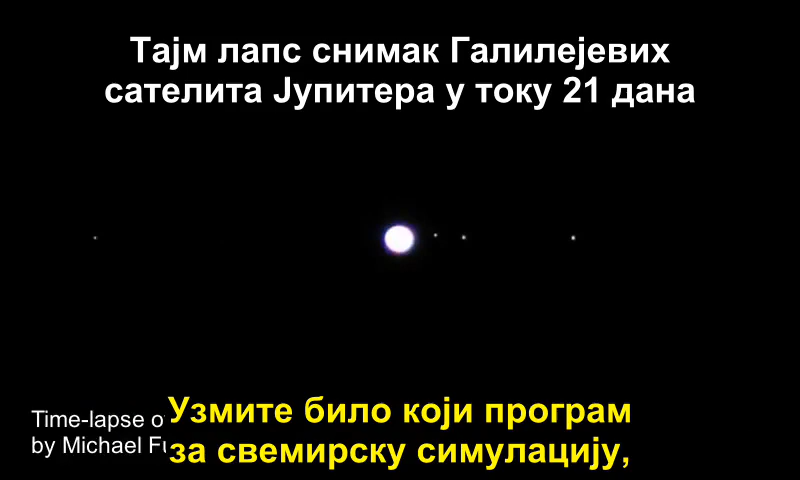 Тајм лапс снимак Галилејевих
сателита Јупитера у току 21 дана
Time-lapse
by Michael
Узмите било који програм
за свемирску симулацију,